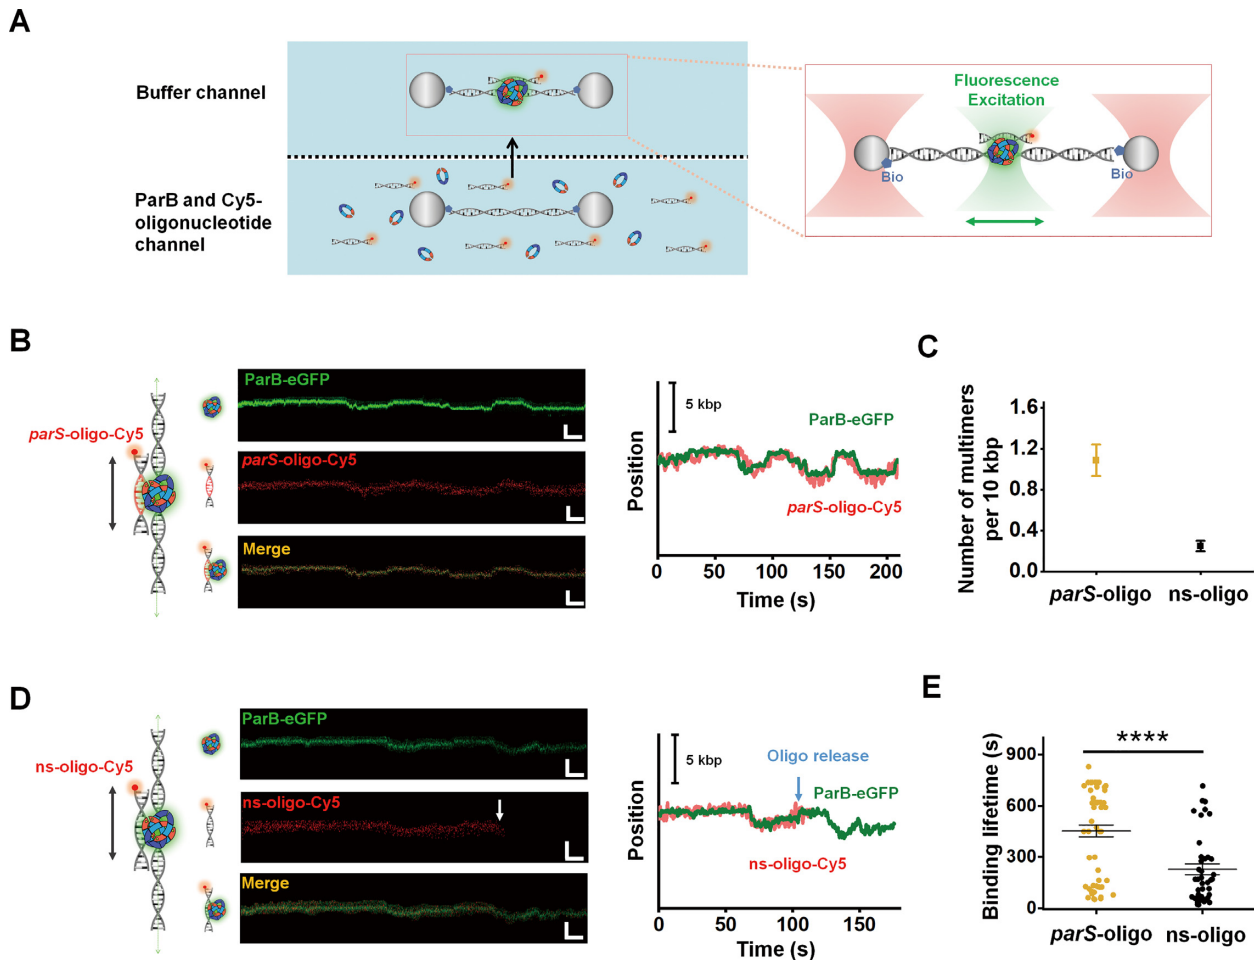 A
Buffer channel
ParB and Cy5-
oligonucleotide
channel
Fluorescence
Excitation
Bio
Bio
B
parS-oligo-Cy5
ParB-eGFP
parS-oligo-Cy5
Merge
Position
5 kbp
ParB-eGFP
parS-oligo-Cy5
0 50 100 150 200
Time (s)
C
Number of multimers
per 10 kbp
1.6
1.2
0.8
0.4
0.0
parS-oligo ns-oligo
D
ns-oligo-Cy5
ParB-eGFP
ns-oligo-Cy5
Merge
Position
5 kbp
Oligo release
ParB-eGFP
ns-oligo-Cy5
0 50 100 150
Time (s)
E
Binding lifetime (s)
900
600
300
0
****
parS-oligo ns-oligo